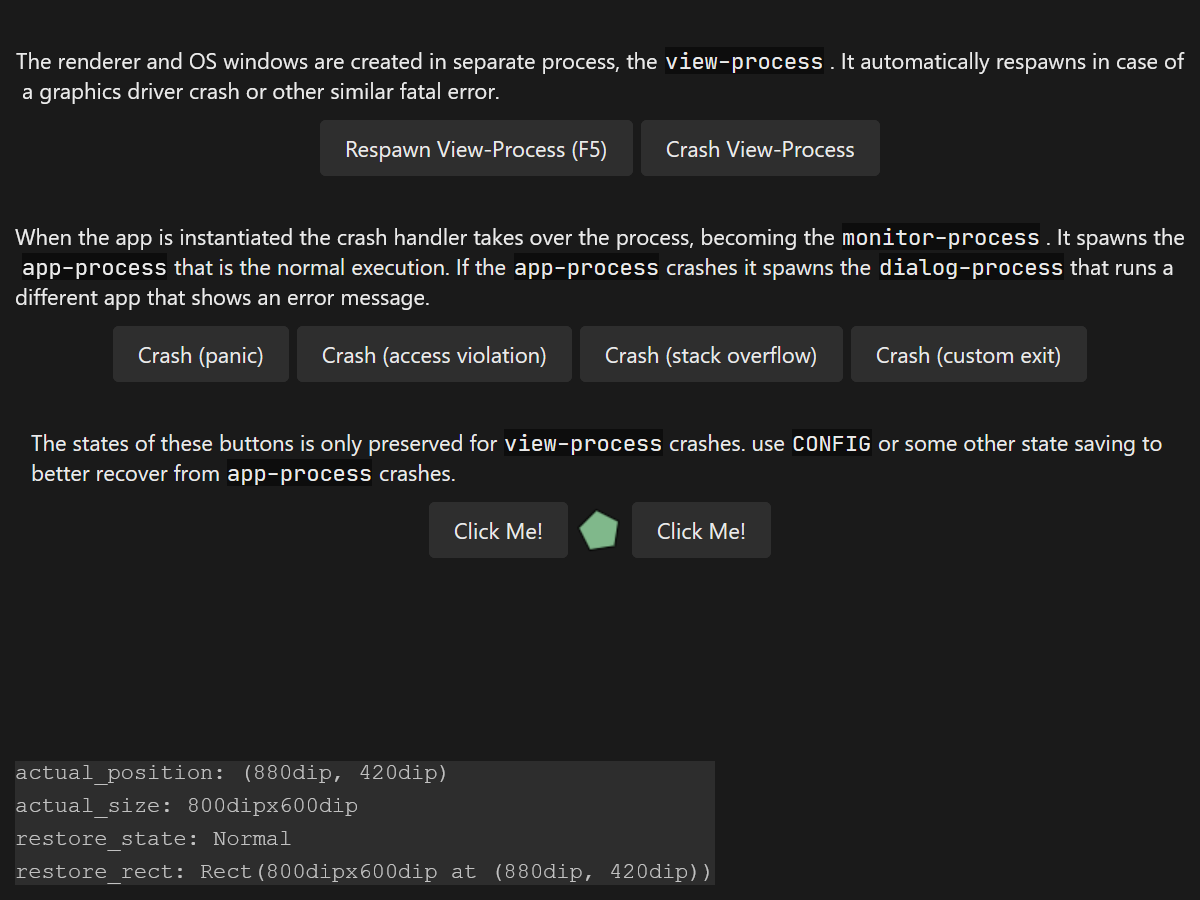 The renderer and OS windows are created in separate process, the view-process . It automatically respawns in case of
a graphics driver crash or other similar fatal error.
Respawn View-Process (F5) Crash View-Process
When the app is instantiated the crash handler takes over the process, becoming the monitor-process . It spawns the
app-process that is the normal execution. If the app-process crashes it spawns the dialog-process that runs a
different app that shows an error message.
Crash (panic) Crash (access violation) Crash (stack overflow) Crash (custom exit)
The states of these buttons is only preserved for view-process crashes. use CONFIG or some other state saving to
better recover from app-process crashes.
Click Me! Click Me!
actual_position: (880dip, 420dip)
actual_size: 800dipx600dip
restore_state: Normal
restore_rect: Rect(800dipx600dip at (880dip, 420dip))